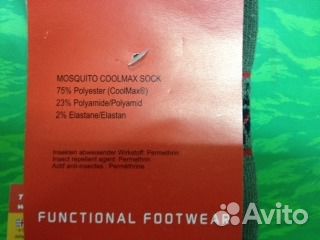 MOSQUITO COOLMAX SOCK
75% Polyester (CoolMax®)
23% Polyamide/Polyamid
2% Elastane/Elastan
Insekten abweisender Wirkstoff: Permethrin
Insect repellent agent: Permethrin
Actif anti-insectes: Perméthrine
FUNCTIONAL FOOTWEAR
Avito